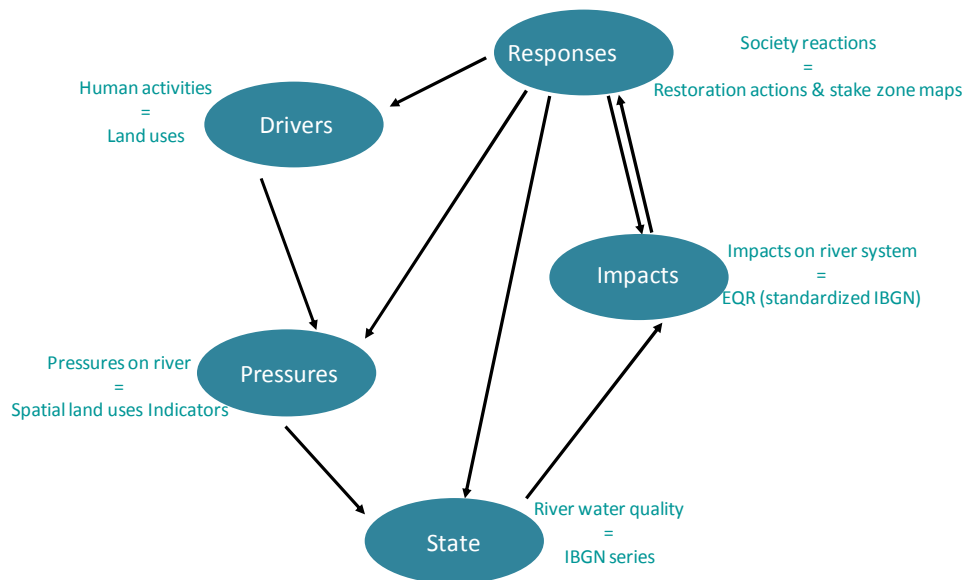 Responses
Society reactions
=
Restoration actions & stake zone maps
Human activities
=
Land uses
Drivers
Impacts
Impacts on river system
=
EQR (standardized IBGN)
Pressures on river
=
Spatial land uses Indicators
Pressures
State
River water quality
=
IBGN series